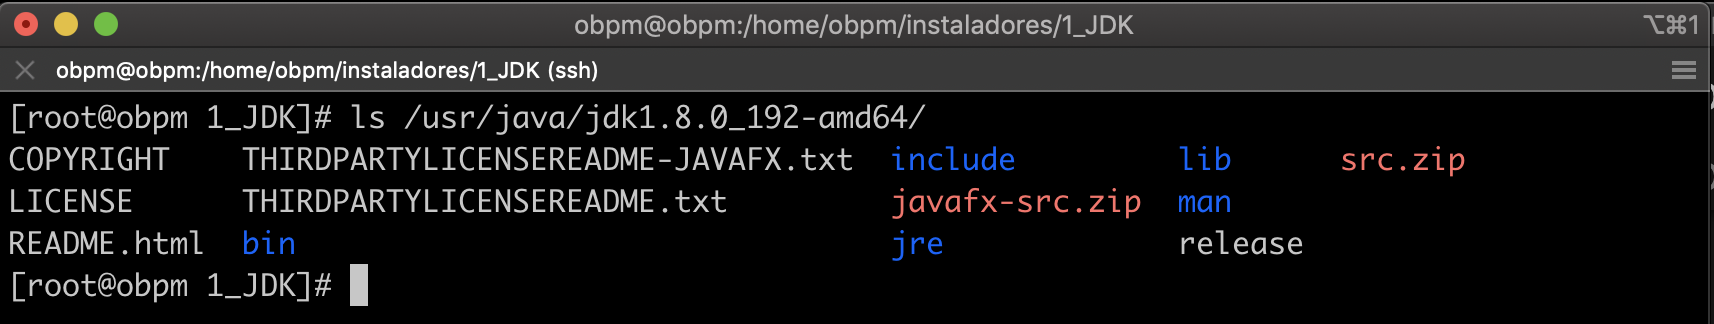 obpm@obpm:/home/obpm/instaladores/1_JDK
⌥⌘1
obpm@obpm:/home/obpm/instaladores/1_JDK (ssh)
[root@obpm 1_JDK]# ls /usr/java/jdk1.8.0_192-amd64/
COPYRIGHT THIRDPARTYLICENSEREADME-JAVAFX.txt include lib src.zip
LICENSE THIRDPARTYLICENSEREADME.txt javafx-src.zip man
README.html bin jre release
[root@obpm 1_JDK]#